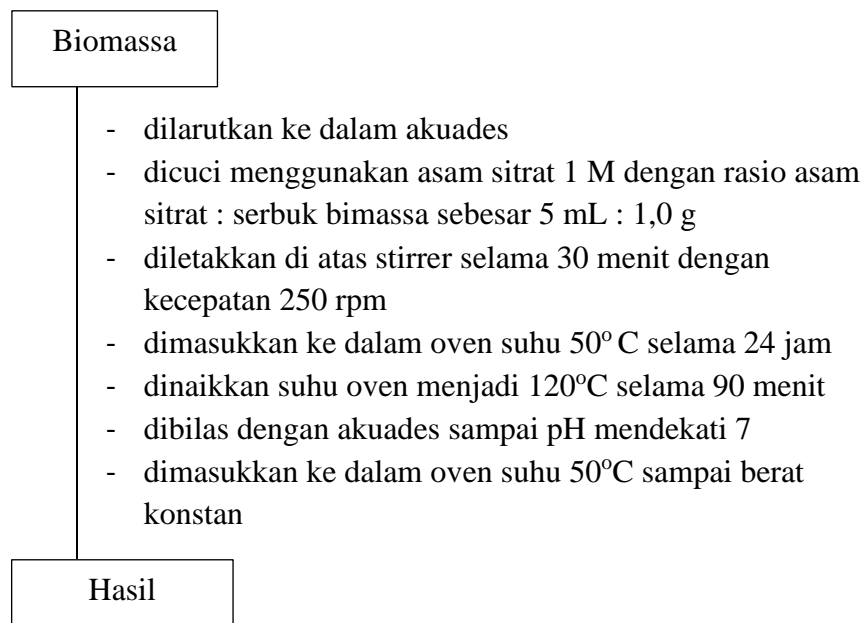 Biomassa
- dilarutkan ke dalam akuades
- dicuci menggunakan asam sitrat 1 M dengan rasio asam
sitrat : serbuk bimassa sebesar 5 mL : 1,0 g
- diletakkan di atas stirrer selama 30 menit dengan
kecepatan 250 rpm
- dimasukkan ke dalam oven suhu 50º C selama 24 jam
- dinaikkan suhu oven menjadi 120ºC selama 90 menit
- dibilas dengan akuades sampai pH mendekati 7
- dimasukkan ke dalam oven suhu 50ºC sampai berat
konstan
Hasil